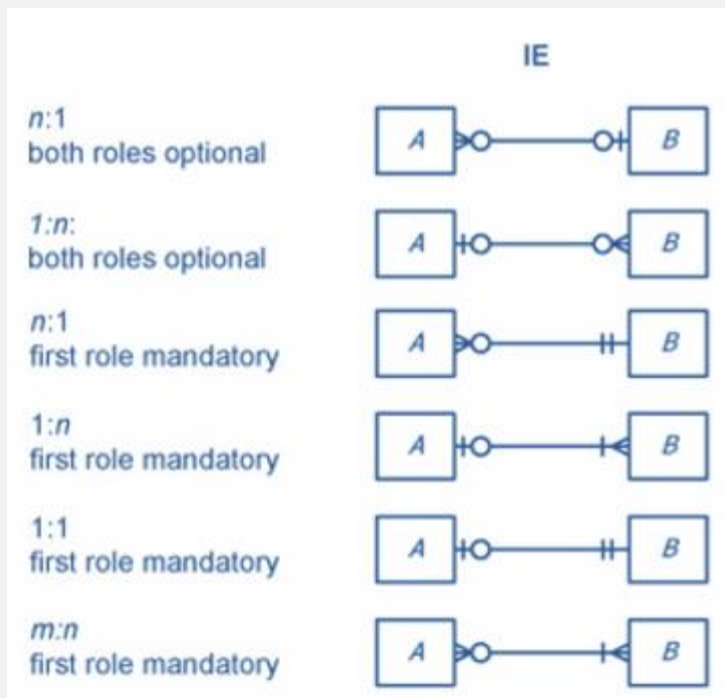 IE
n:1
both roles optional
A B
1:n:
both roles optional
A B
n:1
first role mandatory
A B
1:n
first role mandatory
A B
1:1
first role mandatory
A B
m:n
first role mandatory
A B